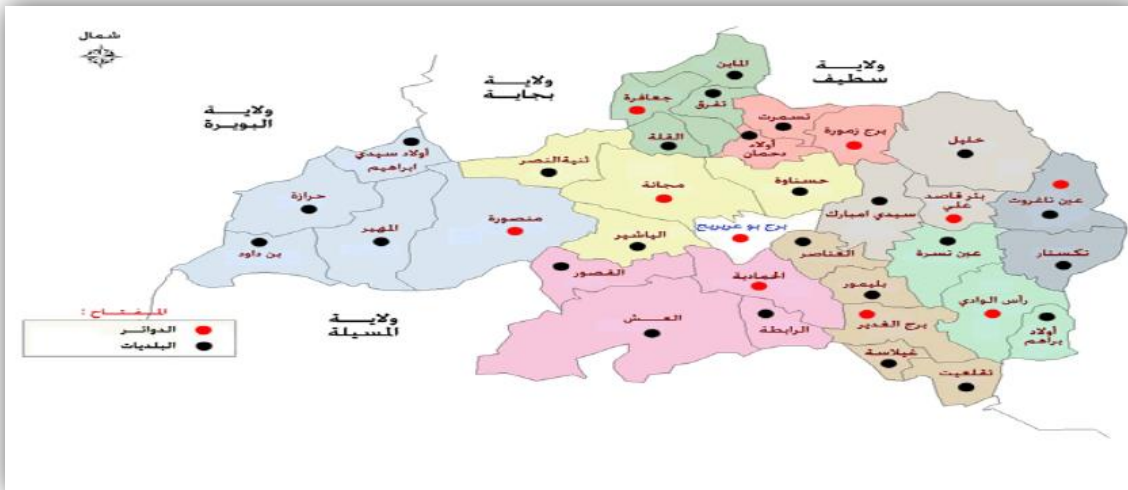 شمال
ولاية
سطيف
ولاية
بجاية
ولاية
البويرة
الماين
جعافرة
تفرق
القلة
تسمرت
برج زمورة
أولاد
دحمان
خليل
أولاد سيدي
ابراهيم
ثنية النصر
حسناوة
مجانة
بئر قاصد
علي
عين تاغروت
حرازة
منصورة
سيدي امبارك
المهير
برج بو عريريج
الياشير
العناصر
عين تسرة
تكستار
بن داود
القصور
الحمادية
بليمور
رأس الوادي
المفتاح :
الدوائر
البلديات
ولاية
المسيلة
العش
الرابطة
برج الغدير
أولاد
براهم
غيلاسة
تقلعيت